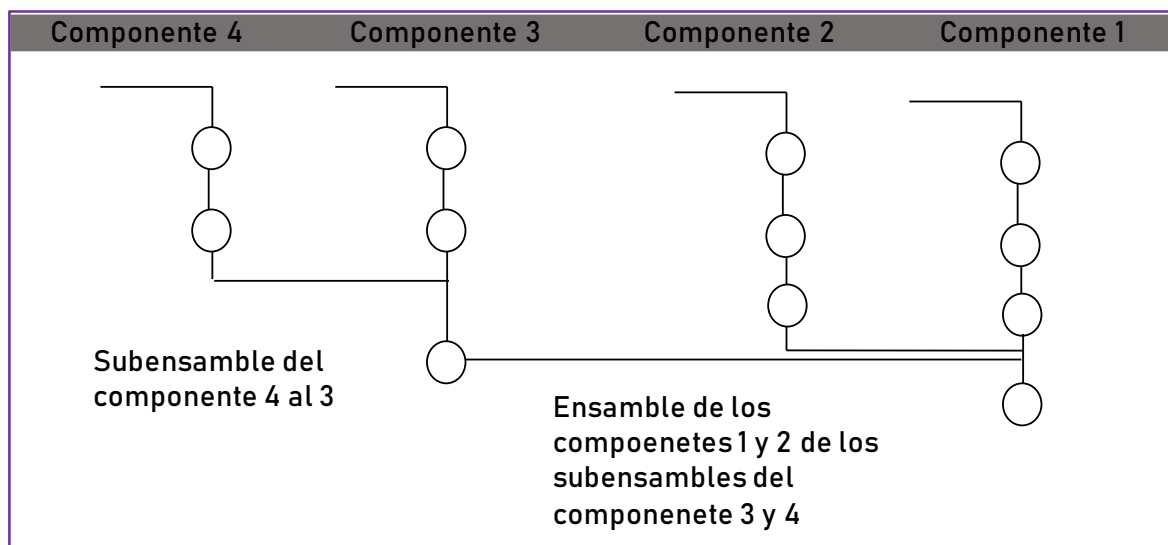 Componente 4 Componente 3 Componente 2 Componente 1
Subensamble del
componente 4 al 3
Ensamble de los
compoenetes 1 y 2 de los
subensambles del
componenete 3 y 4